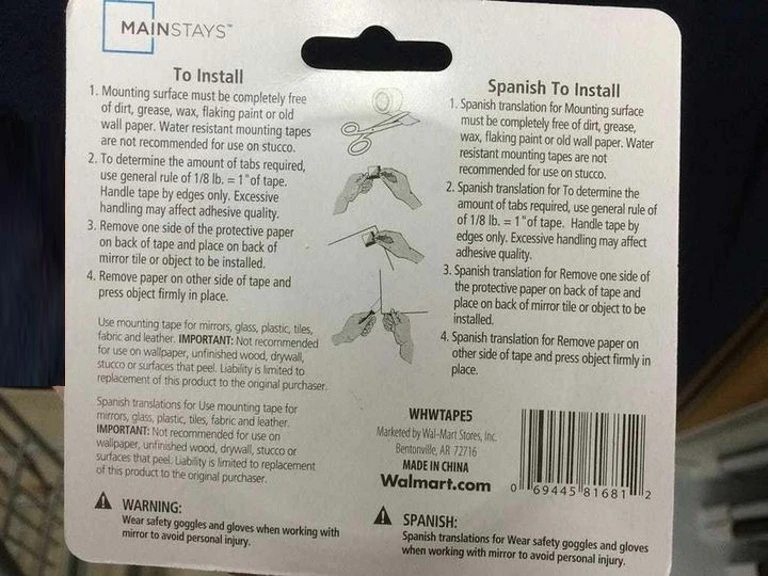 MAINSTAYS™
To Install
1. Mounting surface must be completely free
of dirt, grease, wax, flaking paint or old
wall paper. Water resistant mounting tapes
are not recommended for use on stucco.
2. To determine the amount of tabs required,
use general rule of 1/8 lb. = 1" of tape.
Handle tape by edges only. Excessive
handling may affect adhesive quality.
3. Remove one side of the protective paper
on back of tape and place on back of
mirror tile or object to be installed.
4. Remove paper on other side of tape and
press object firmly in place.
Use mounting tape for mirrors, glass, plastic, tiles,
fabric and leather. IMPORTANT: Not recommended
for use on wallpaper, unfinished wood, drywall,
stucco or surfaces that peel. Liability is limited to
replacement of this product to the original purchaser.
Spanish translations for Use mounting tape for
mirrors, glass, plastic, tiles, fabric and leather.
IMPORTANT: Not recommended for use on
wallpaper, unfinished wood, drywall, stucco or
surfaces that peel. Liability is limited to replacement
of this product to the original purchaser.
WARNING:
Wear safety goggles and gloves when working with
mirror to avoid personal injury.
Spanish To Install
1. Spanish translation for Mounting surface
must be completely free of dirt, grease,
wax, flaking paint or old wall paper. Water
resistant mounting tapes are not
recommended for use on stucco.
2. Spanish translation for To determine the
amount of tabs required, use general rule of
of 1/8 lb. = 1" of tape. Handle tape by
edges only. Excessive handling may affect
adhesive quality.
3. Spanish translation for Remove one side of
the protective paper on back of tape and
place on back of mirror tile or object to be
installed.
4. Spanish translation for Remove paper on
other side of tape and press object firmly in
place.
WHWTAPE5
Marketed by Wal-Mart Stores, Inc.
Bentonville, AR 72716
MADE IN CHINA
Walmart.com
0 69445 81681 2
SPANISH:
Spanish translations for Wear safety goggles and gloves
when working with mirror to avoid personal injury.